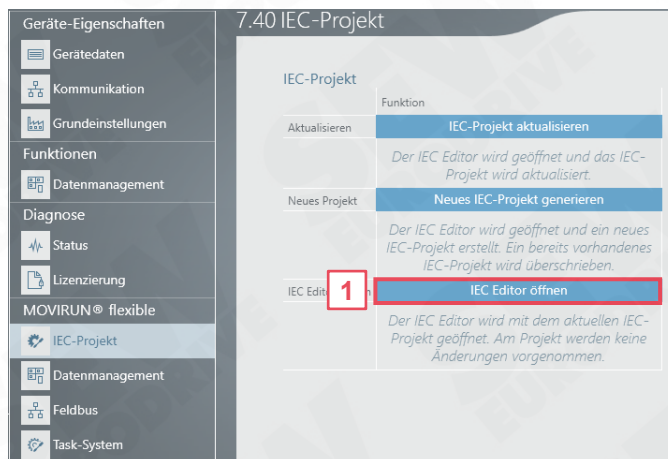 Geräte-Eigenschaften
Gerätedaten
Kommunikation
Grundeinstellungen
Funktionen
Datenmanagement
Diagnose
Status
Lizenzierung
MOVIRUN® flexible
IEC-Projekt
Datenmanagement
Feldbus
Task-System
7.40 IEC-Projekt
IEC-Projekt
Funktion
Aktualisieren
IEC-Projekt aktualisieren
Der IEC Editor wird geöffnet und das IEC-
Projekt wird aktualisiert.
Neues Projekt
Neues IEC-Projekt generieren
Der IEC Editor wird geöffnet und ein neues
IEC-Projekt erstellt. Ein bereits vorhandenes
IEC-Projekt wird überschrieben.
IEC
1
IEC Editor öffnen
Der IEC Editor wird mit dem aktuellen IEC-
Projekt geöffnet. Am Projekt werden keine
Änderungen vorgenommen.